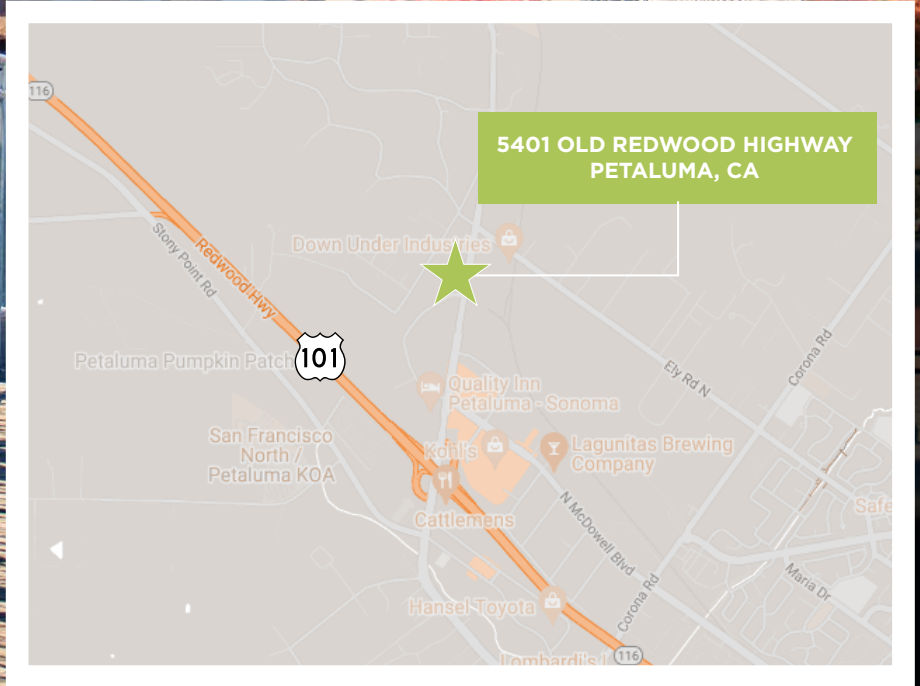 116
5401 OLD REDWOOD HIGHWAY
PETALUMA, CA
Down Under Industries
Stony Point Rd
Redwood Hwy
101
Petaluma Pumpkin Patch
Corona Rd
Ely Rd N
Quality Inn
Petaluma - Sonoma
San Francisco
North /
Petaluma KOA
Kohl's
Lagunitas Brewing
Company
Cattlemens
N McDowell Blvd
Safe
Maria Dr
Hansel Toyota
Corona Rd
Lombardi's
116